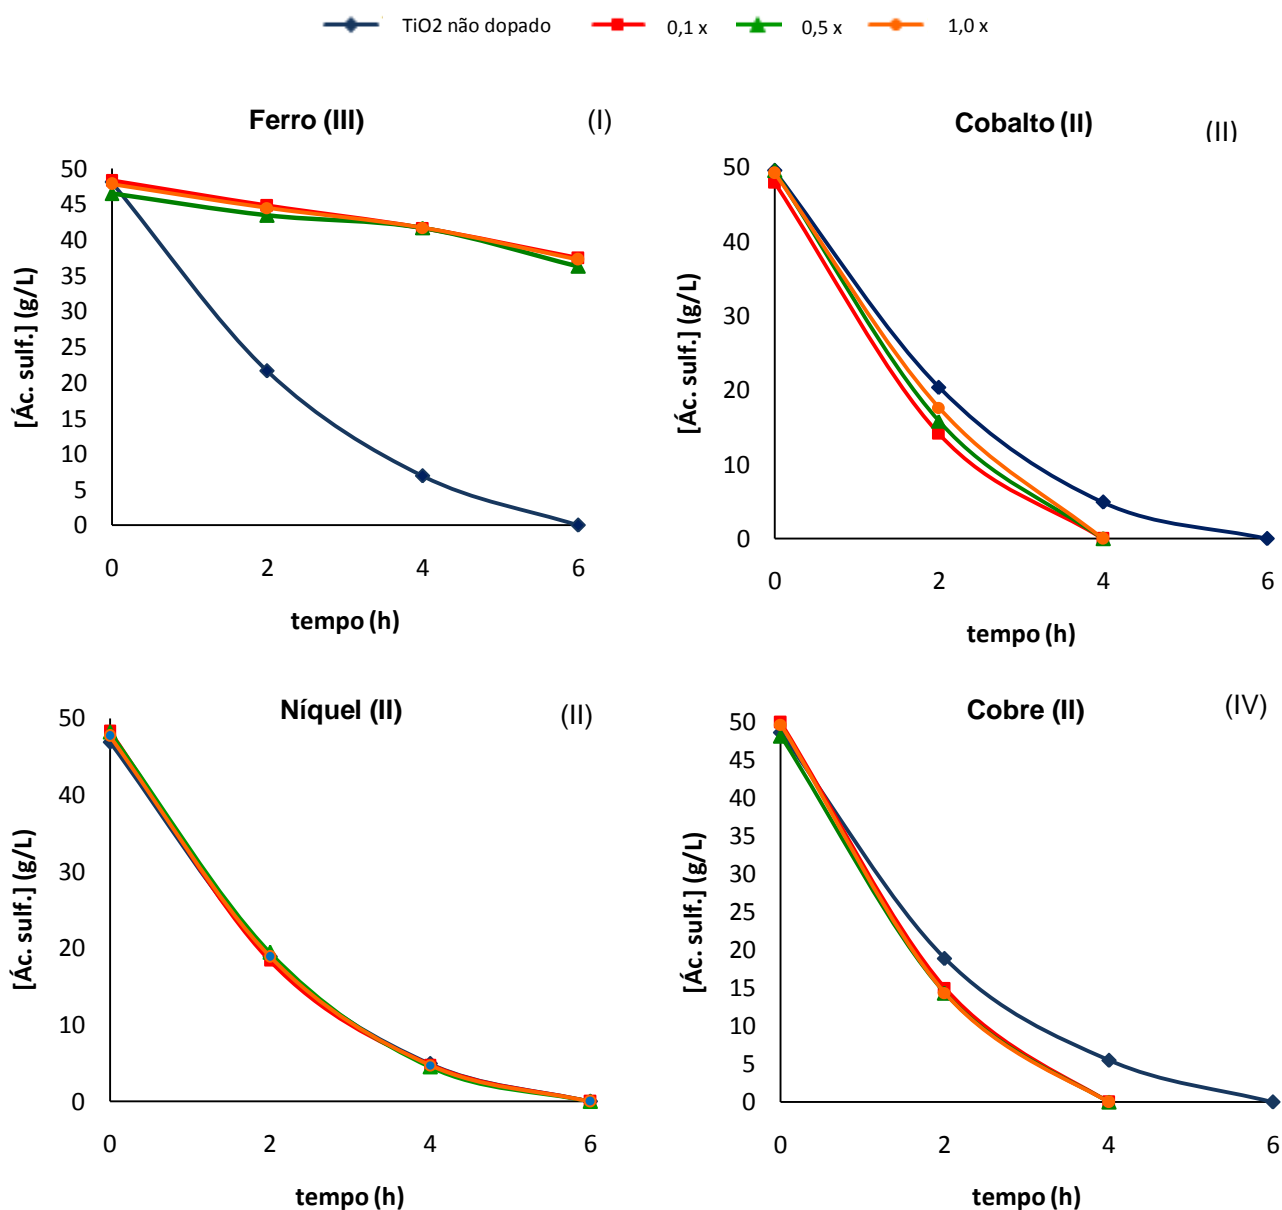 TiO2 não dopado 0,1 x 0,5 x 1,0 x
Ferro (III) (I)
50
45
40
35
30
25
20
15
10
5
0
[Ác. sulf.] (g/L)
0 2 4 6
tempo (h)
Cobalto (II) (II)
50
40
30
20
10
0
[Ác. sulf.] (g/L)
0 2 4 6
tempo (h)
Níquel (II) (II)
50
40
30
20
10
0
[Ác. sulf.] (g/L)
0 2 4 6
tempo (h)
Cobre (II) (IV)
50
45
40
35
30
25
20
15
10
5
0
[Ác. sulf.] (g/L)
0 2 4 6
tempo (h)